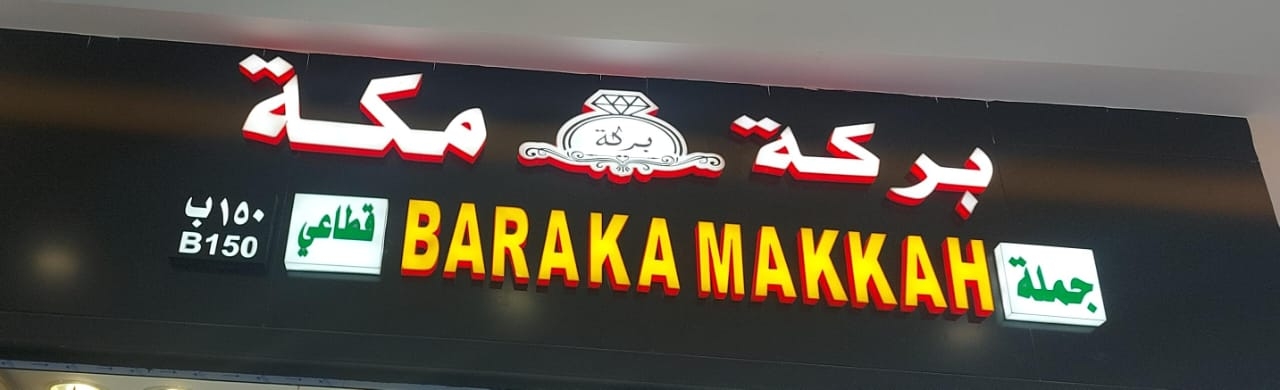 بركة
بركة مكة
جملة
BARAKA MAKKAH
قطاعي
١٥٠ ب
B150